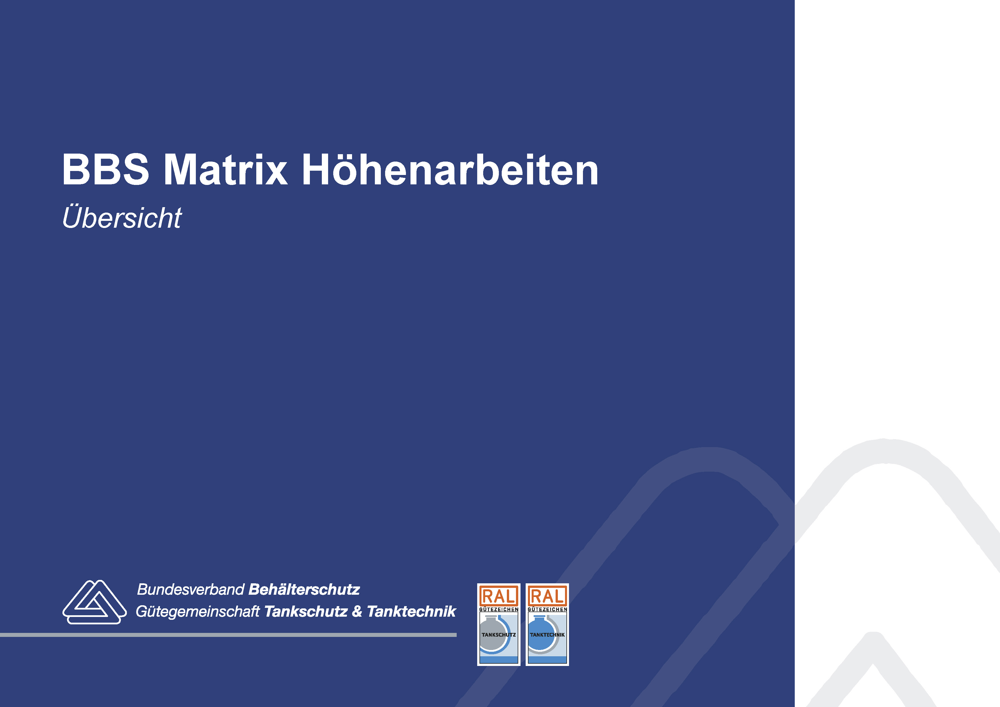 BBS Matrix Höhenarbeiten
Übersicht
Bundesverband Behälterschutz
Gütegemeinschaft Tankschutz & Tanktechnik
RAL
GÜTEZEICHEN
TANKSCHUTZ
RAL
GÜTEZEICHEN
TANKTECHNIK